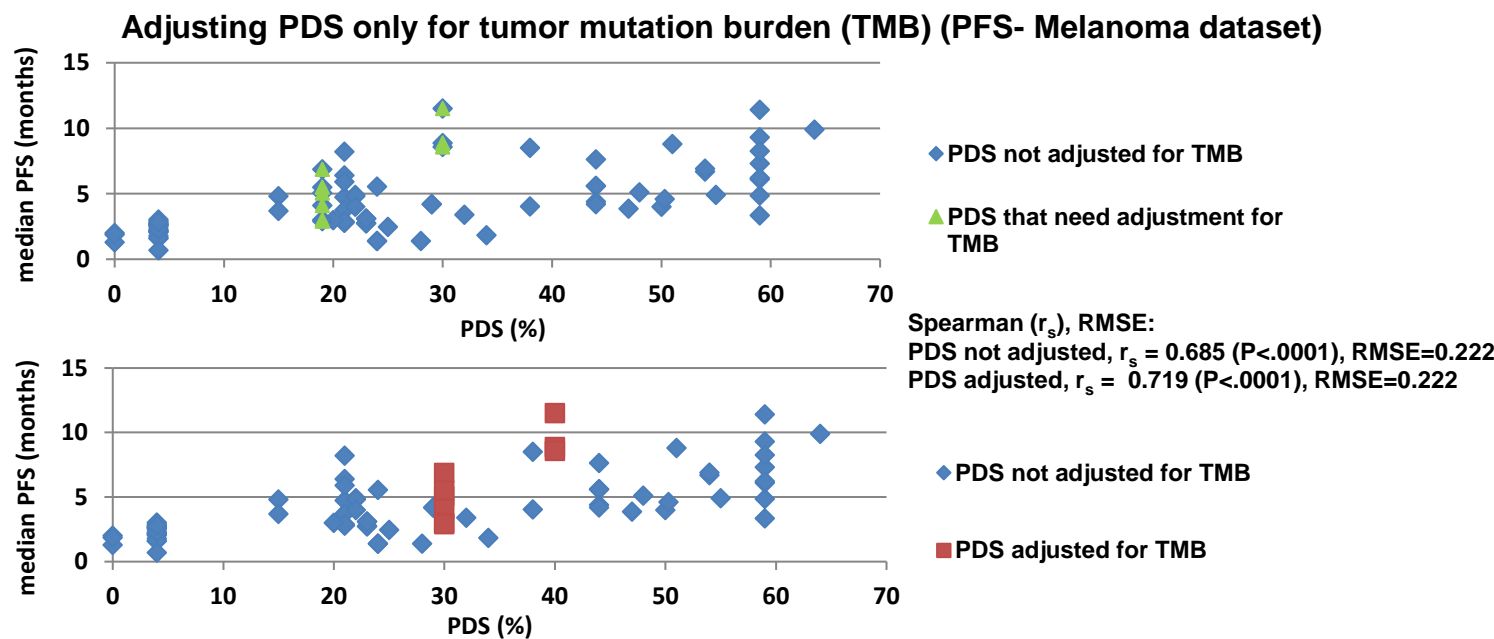 Adjusting PDS only for tumor mutation burden (TMB) (PFS- Melanoma dataset)
median PFS (months)
15
10
5
0
0 10 20 30 40 50 60 70
PDS (%)
PDS not adjusted for TMB
PDS that need adjustment for
TMB
Spearman (rs), RMSE:
PDS not adjusted, rs = 0.685 (P<.0001), RMSE=0.222
PDS adjusted, rs = 0.719 (P<.0001), RMSE=0.222
median PFS (months)
15
10
5
0
0 10 20 30 40 50 60 70
PDS (%)
PDS not adjusted for TMB
PDS adjusted for TMB